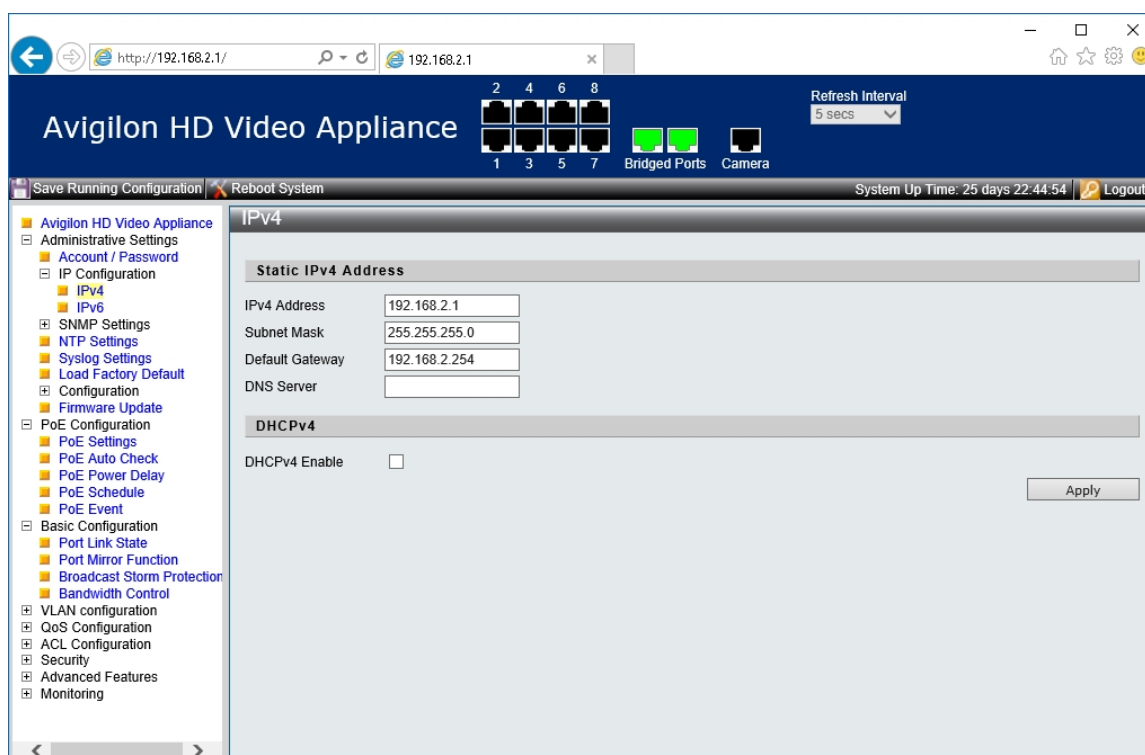 http://192.168.2.1/
192.168.2.1
Avigilon HD Video Appliance
2 4 6 8
1 3 5 7
Bridged Ports
Camera
Refresh Interval
5 secs
Save Running Configuration
Reboot System
System Up Time: 25 days 22:44:54
Logout
Avigilon HD Video Appliance
Administrative Settings
Account / Password
IP Configuration
IPv4
IPv6
SNMP Settings
NTP Settings
Syslog Settings
Load Factory Default
Configuration
Firmware Update
PoE Configuration
PoE Settings
PoE Auto Check
PoE Power Delay
PoE Schedule
PoE Event
Basic Configuration
Port Link State
Port Mirror Function
Broadcast Storm Protection
Bandwidth Control
VLAN configuration
QoS Configuration
ACL Configuration
Security
Advanced Features
Monitoring
IPv4
Static IPv4 Address
IPv4 Address 192.168.2.1
Subnet Mask 255.255.255.0
Default Gateway 192.168.2.254
DNS Server
DHCPv4
DHCPv4 Enable
Apply